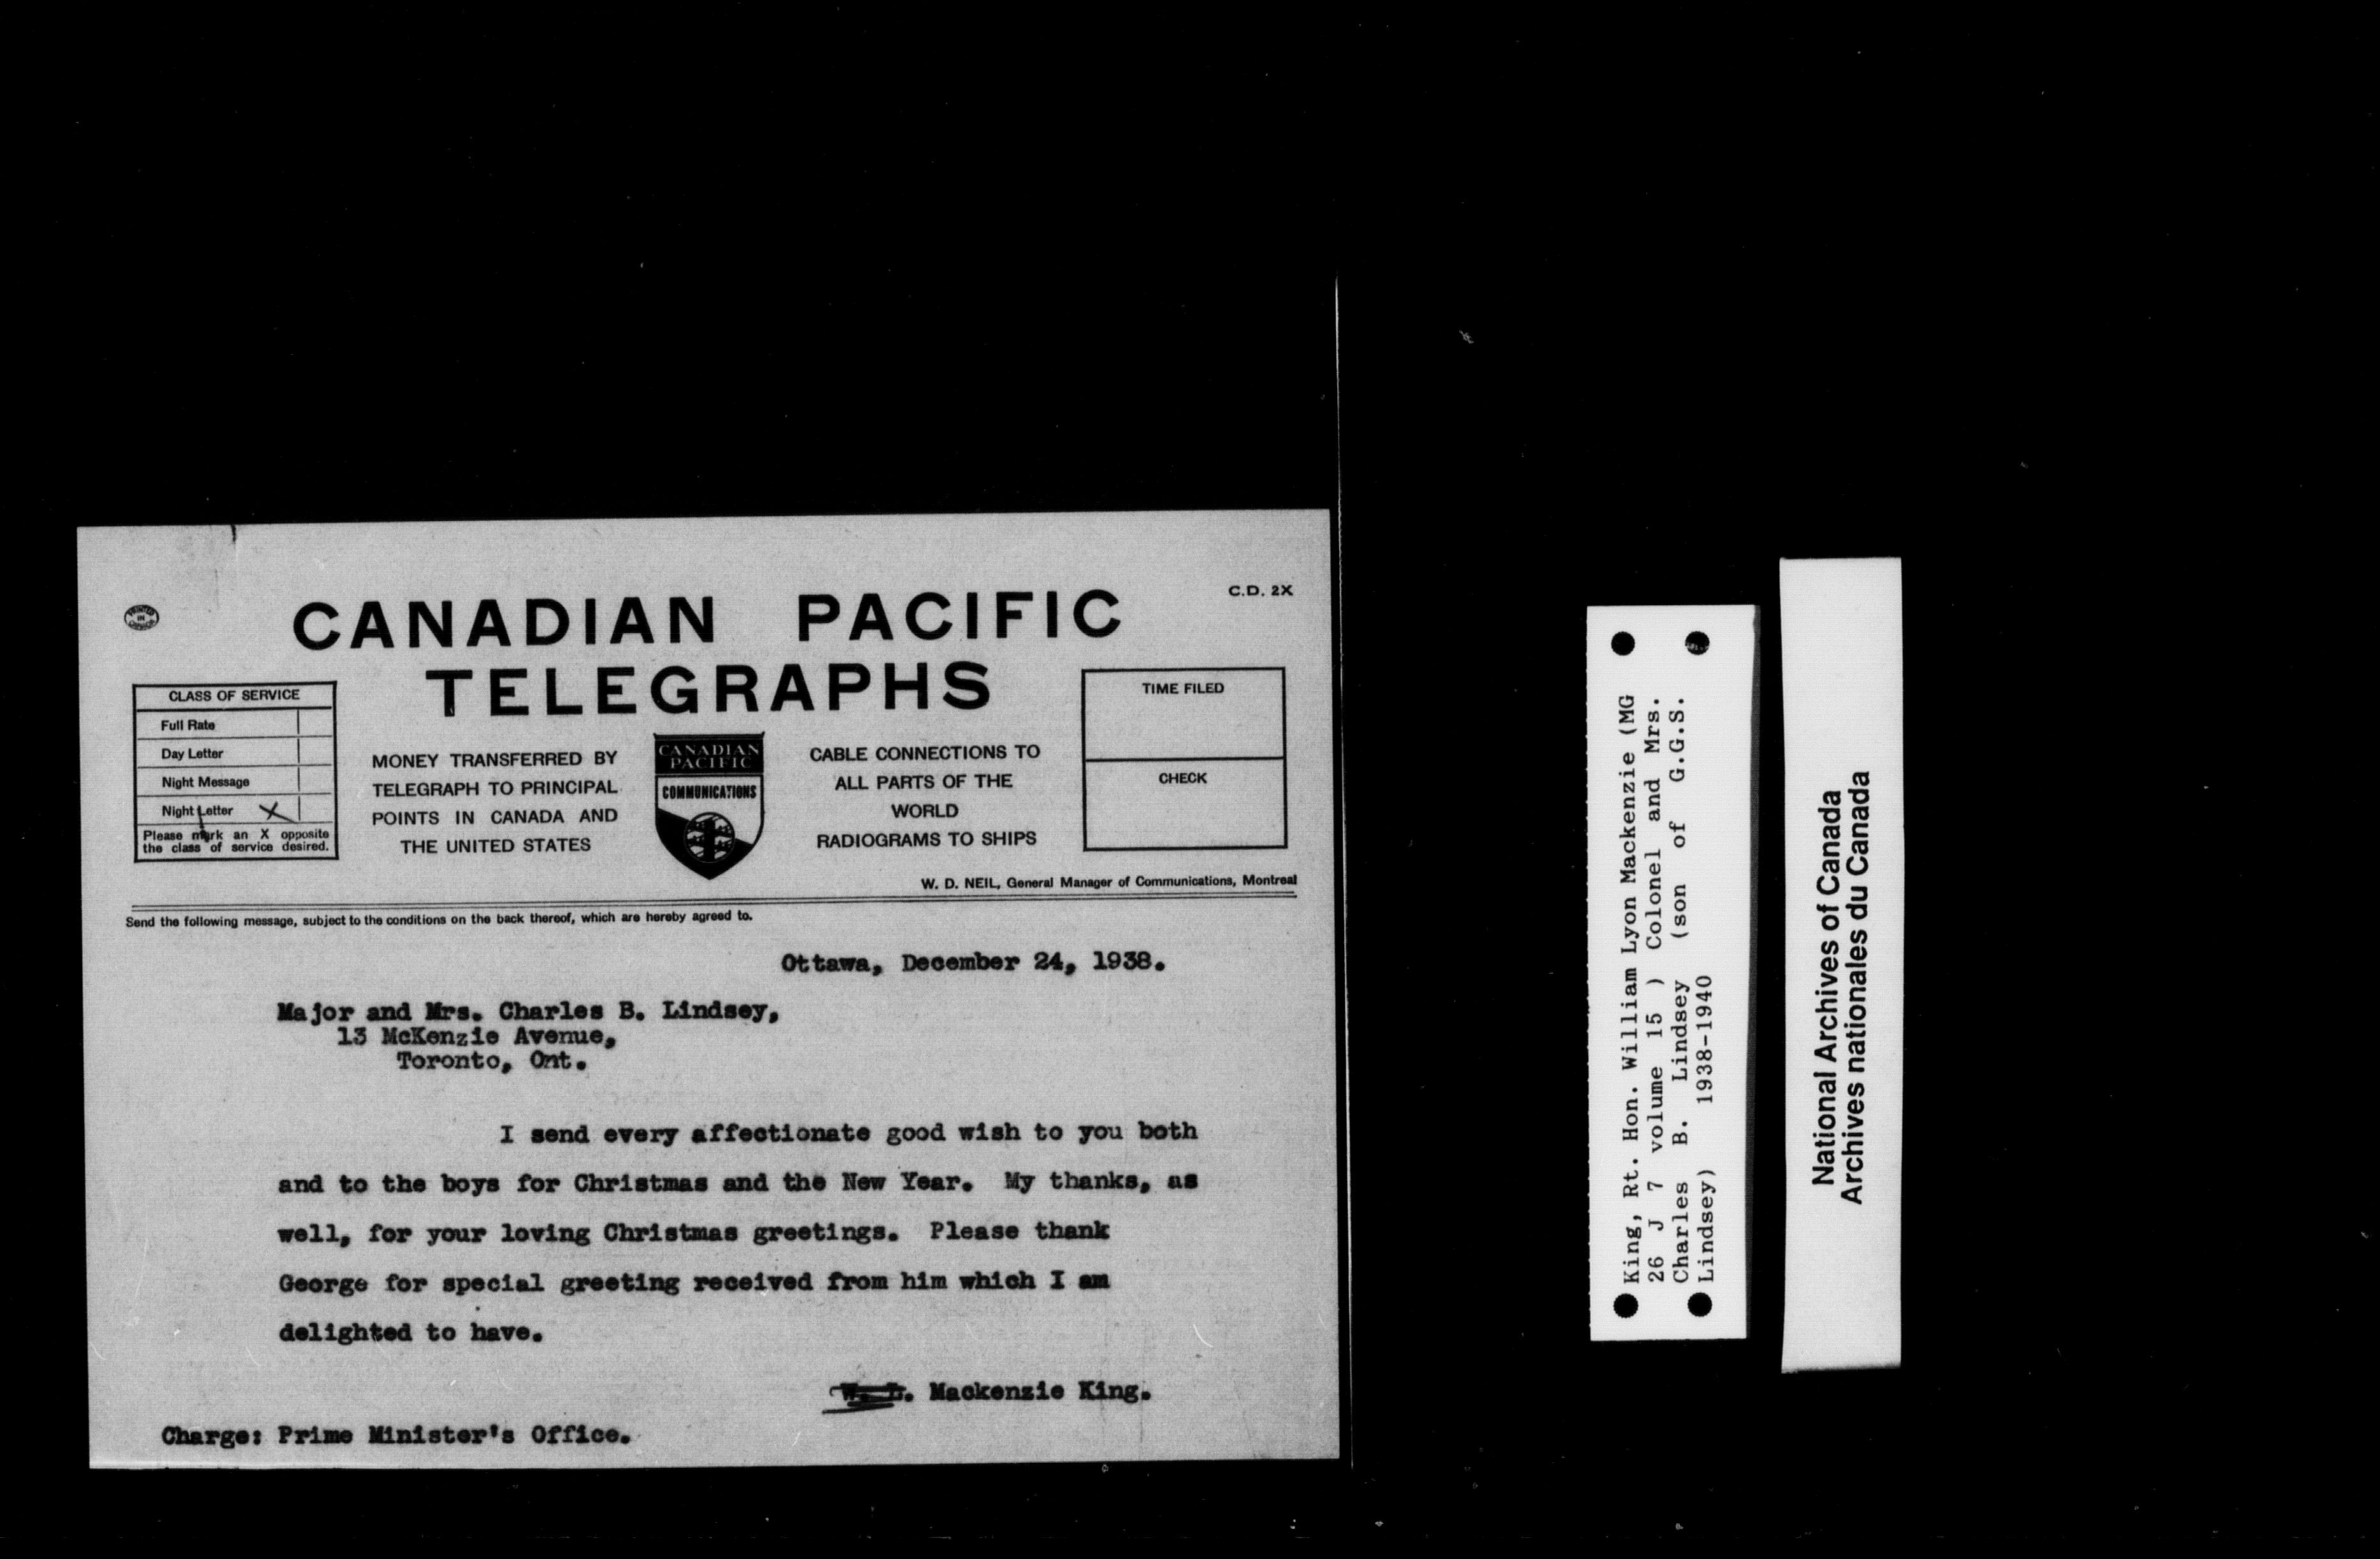 PRINTED
IN
CANADA
C.D. 2X
CANADIAN PACIFIC
TELEGRAPHS
CLASS OF SERVICE
Full Rate
Day Letter
Night Message
Night Letter X
Please mark an X opposite
the class of service desired.
MONEY TRANSFERRED BY
TELEGRAPH TO PRINCIPAL
POINTS IN CANADA AND
THE UNITED STATES
CANADIAN
PACIFIC
COMMUNICATIONS
CABLE CONNECTIONS TO
ALL PARTS OF THE
WORLD
RADIOGRAMS TO SHIPS
TIME FILED
CHECK
W. D. NEIL, General Manager of Communications, Montreal
Send the following message, subject to the conditions on the back thereof, which are hereby agreed to.
Ottawa, December 24, 1938.
Major and Mrs. Charles B. Lindsey,
13 McKenzie Avenue,
Toronto, Ont.
I send every affectionate good wish to you both
and to the boys for Christmas and the New Year. My thanks, as
well, for your loving Christmas greetings. Please thank
George for special greeting received from him which I am
delighted to have.
W. L. Mackenzie King.
Charge: Prime Minister's Office.
King, Rt. Hon. William Lyon Mackenzie (MG
26 J 7 volume 15 ) Colonel and Mrs.
Charles B. Lindsey (son of G.G.S.
Lindsey) 1938-1940
National Archives of Canada
Archives nationales du Canada